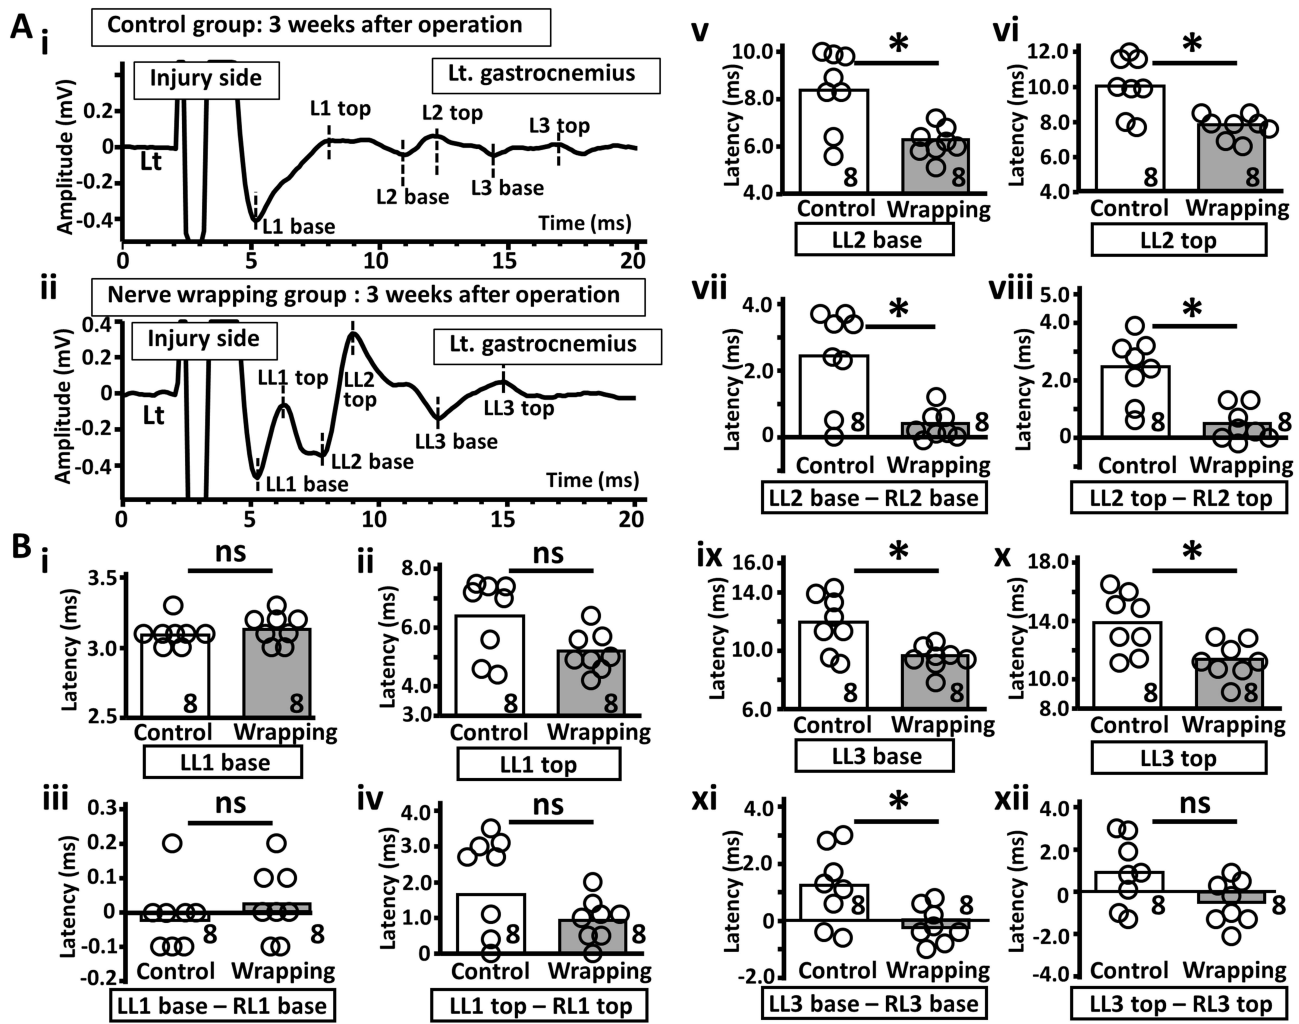 A
i
Control group: 3 weeks after operation
Injury side
Lt. gastrocnemius
Amplitude (mV)
0.2
0
-0.2
-0.4
Lt
L1 top
L2 top
L3 top
L2 base
L3 base
L1 base
Time (ms)
0 5 10 15 20
ii
Nerve wrapping group : 3 weeks after operation
Injury side
Lt. gastrocnemius
Amplitude (mV)
0.4
0.2
0
-0.2
-0.4
Lt
LL1 top
LL2
top
LL3 top
LL3 base
LL2 base
LL1 base
Time (ms)
0 5 10 15 20
B
i
ns
Latency (ms)
3.5
3.0
2.5
8 8
Control Wrapping
LL1 base
ii
ns
Latency (ms)
8.0
6.0
4.0
3.0
8 8
Control Wrapping
LL1 top
iii
ns
Latency (ms)
0.3
0.2
0.1
0
-0.1
-0.2
8 8
Control Wrapping
LL1 base – RL1 base
iv
ns
Latency (ms)
4.0
3.0
2.0
1.0
0
8 8
Control Wrapping
LL1 top – RL1 top
v
*
Latency (ms)
10.0
8.0
6.0
4.0
8 8
Control Wrapping
LL2 base
vi
*
Latency (ms)
12.0
10.0
8.0
6.0
4.0
8 8
Control Wrapping
LL2 top
vii
*
Latency (ms)
4.0
2.0
0
8 8
Control Wrapping
LL2 base – RL2 base
viii
*
Latency (ms)
5.0
4.0
2.0
0
8 8
Control Wrapping
LL2 top – RL2 top
ix
*
Latency (ms)
16.0
14.0
12.0
10.0
8.0
6.0
8 8
Control Wrapping
LL3 base
x
*
Latency (ms)
18.0
14.0
10.0
8.0
8 8
Control Wrapping
LL3 top
xi
*
Latency (ms)
4.0
2.0
0
-2.0
8 8
Control Wrapping
LL3 base – RL3 base
xii
ns
Latency (ms)
4.0
2.0
0
-2.0
-4.0
8 8
Control Wrapping
LL3 top – RL3 top